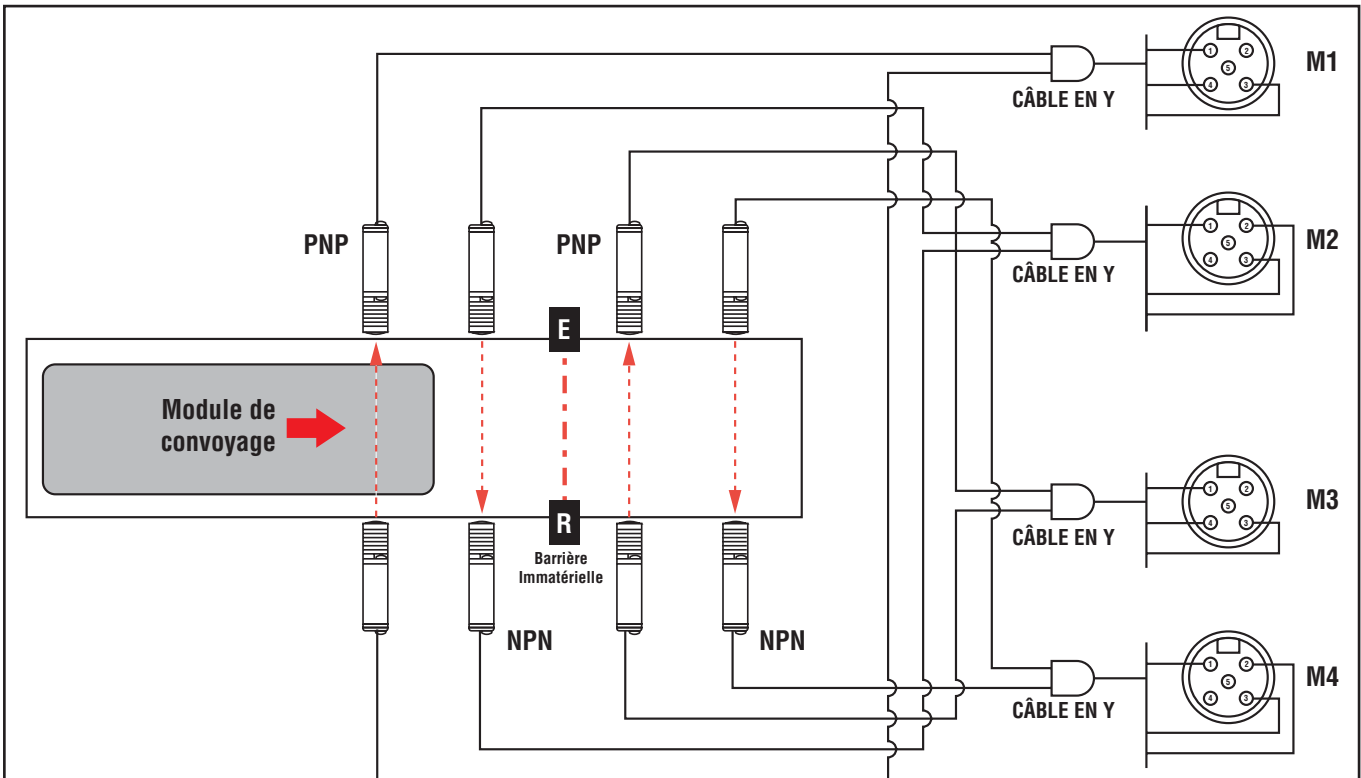 M1
1
2
5
4
3
CÂBLE EN Y
M2
1
2
5
4
3
CÂBLE EN Y
PNP
PNP
E
Module de
convoyage
R
Barrière
Immatérielle
NPN
NPN
M3
1
2
5
4
3
CÂBLE EN Y
M4
1
2
5
4
3
CÂBLE EN Y